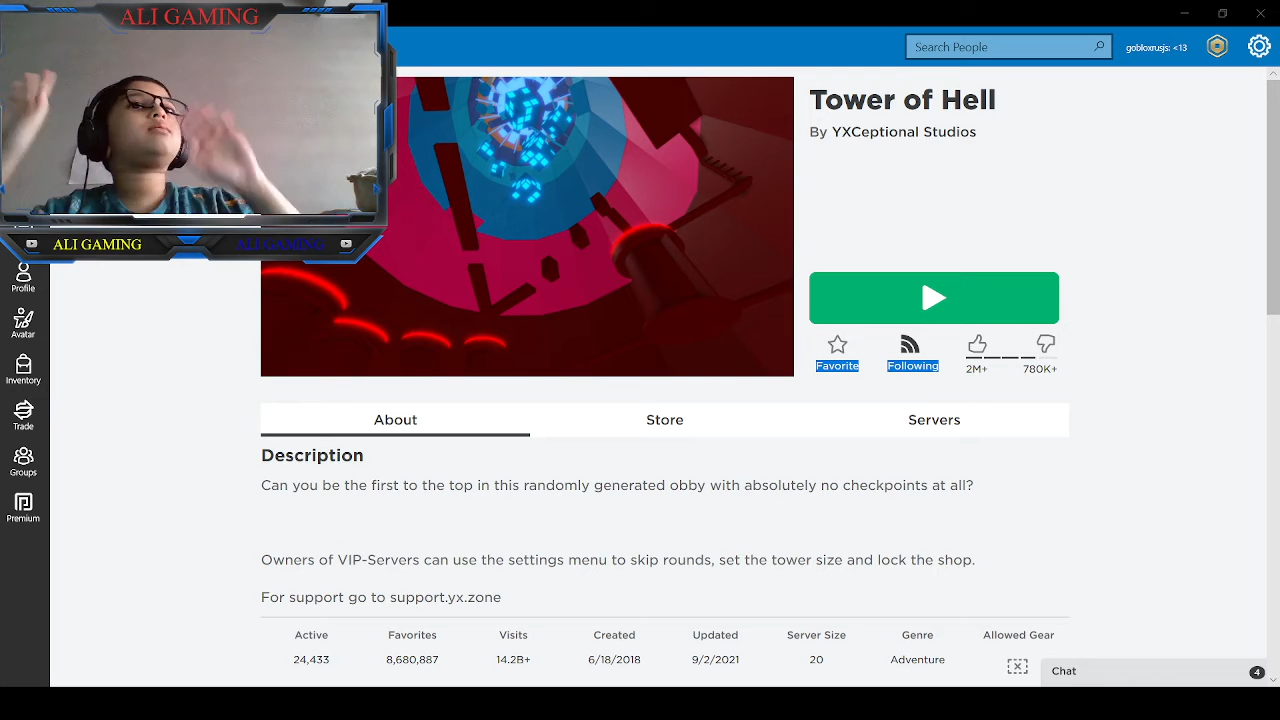 ALI GAMING
ALI GAMING
ALI GAMING
Search People
gobloxrusjs: <13
Tower of Hell
By YXCeptional Studios
Favorite
Following
2M+
780K+
Profile
Avatar
Inventory
Trade
Groups
Premium
About
Store
Servers
Description
Can you be the first to the top in this randomly generated obby with absolutely no checkpoints at all?
Owners of VIP-Servers can use the settings menu to skip rounds, set the tower size and lock the shop.
For support go to support.yx.zone
Active
Favorites
Visits
Created
Updated
Server Size
Genre
Allowed Gear
24,433
8,680,887
14.2B+
6/18/2018
9/2/2021
20
Adventure
Chat
4